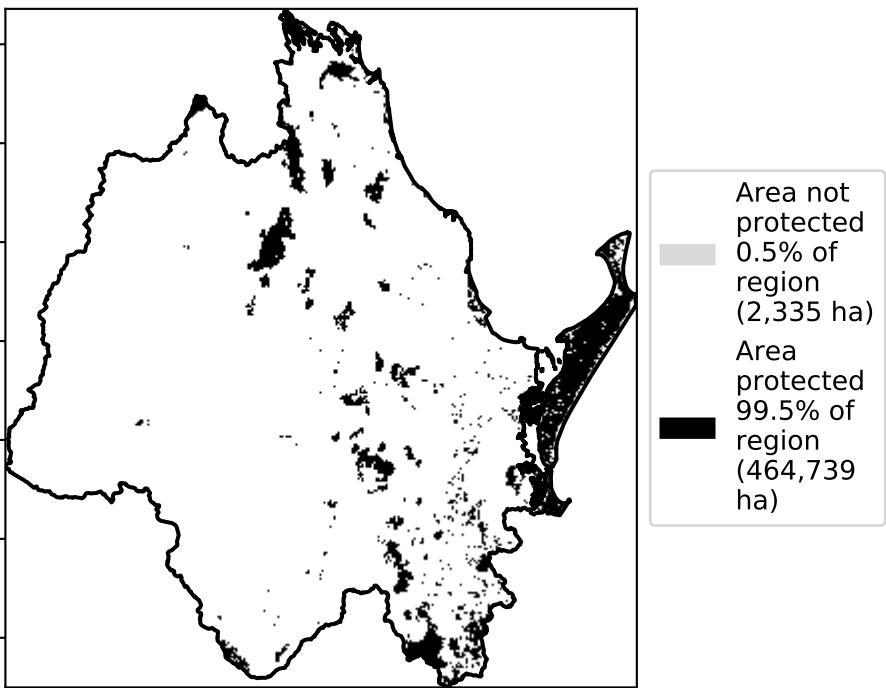 Area not
protected
0.5% of
region
(2,335 ha)
Area
protected
99.5% of
region
(464,739
ha)